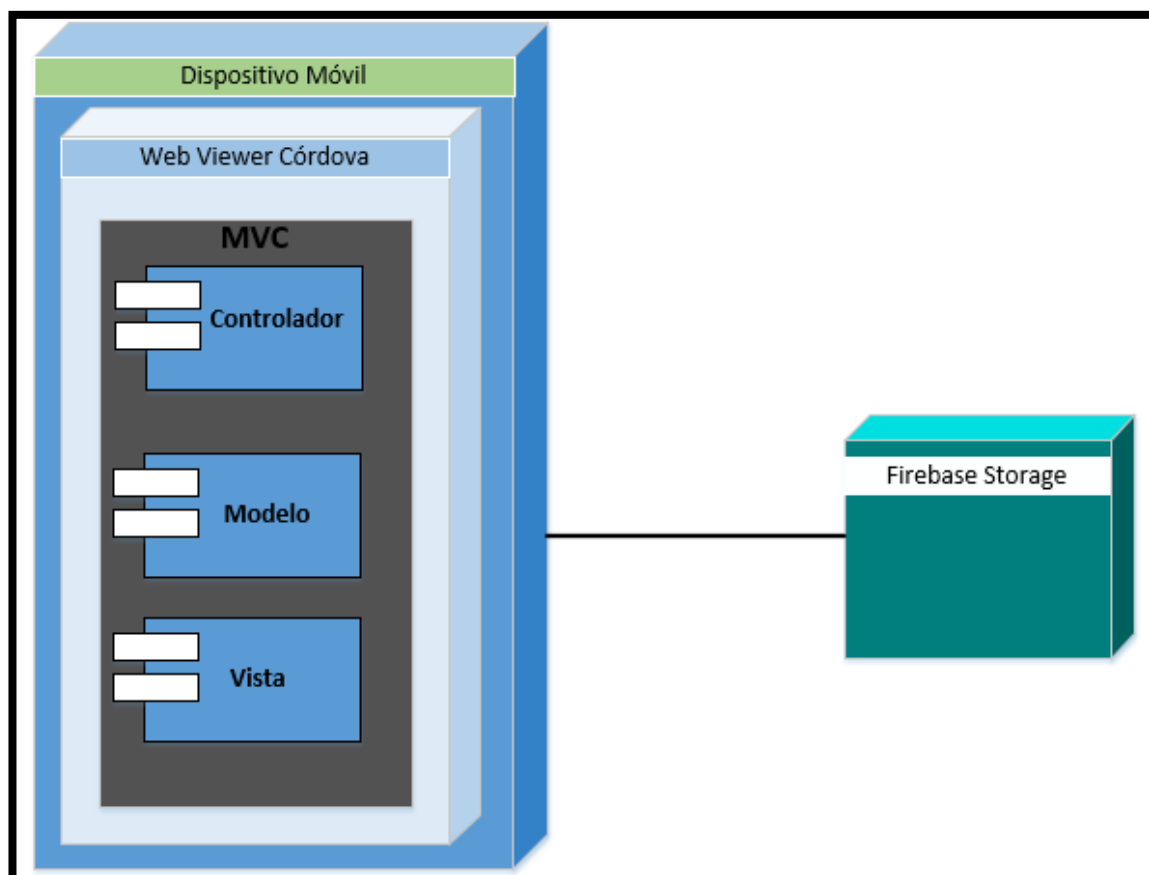 Dispositivo Móvil
Web Viewer Córdova
MVC
Controlador
Modelo
Vista
Firebase Storage